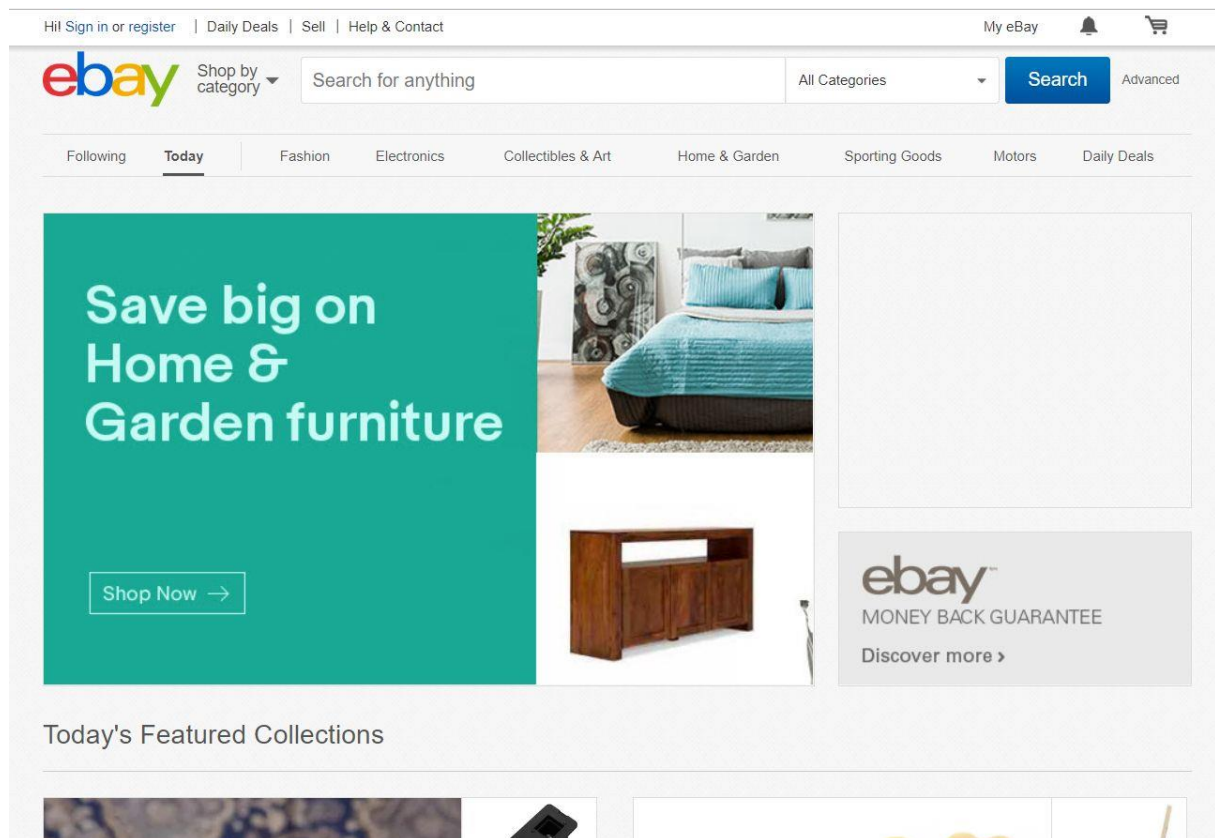 Hi! Sign in or register | Daily Deals | Sell | Help & Contact My eBay
ebay Shop by category Search for anything All Categories Search Advanced
Following Today Fashion Electronics Collectibles & Art Home & Garden Sporting Goods Motors Daily Deals
Save big on
Home &
Garden furniture
Shop Now →
ebay™
MONEY BACK GUARANTEE
Discover more ›
Today's Featured Collections